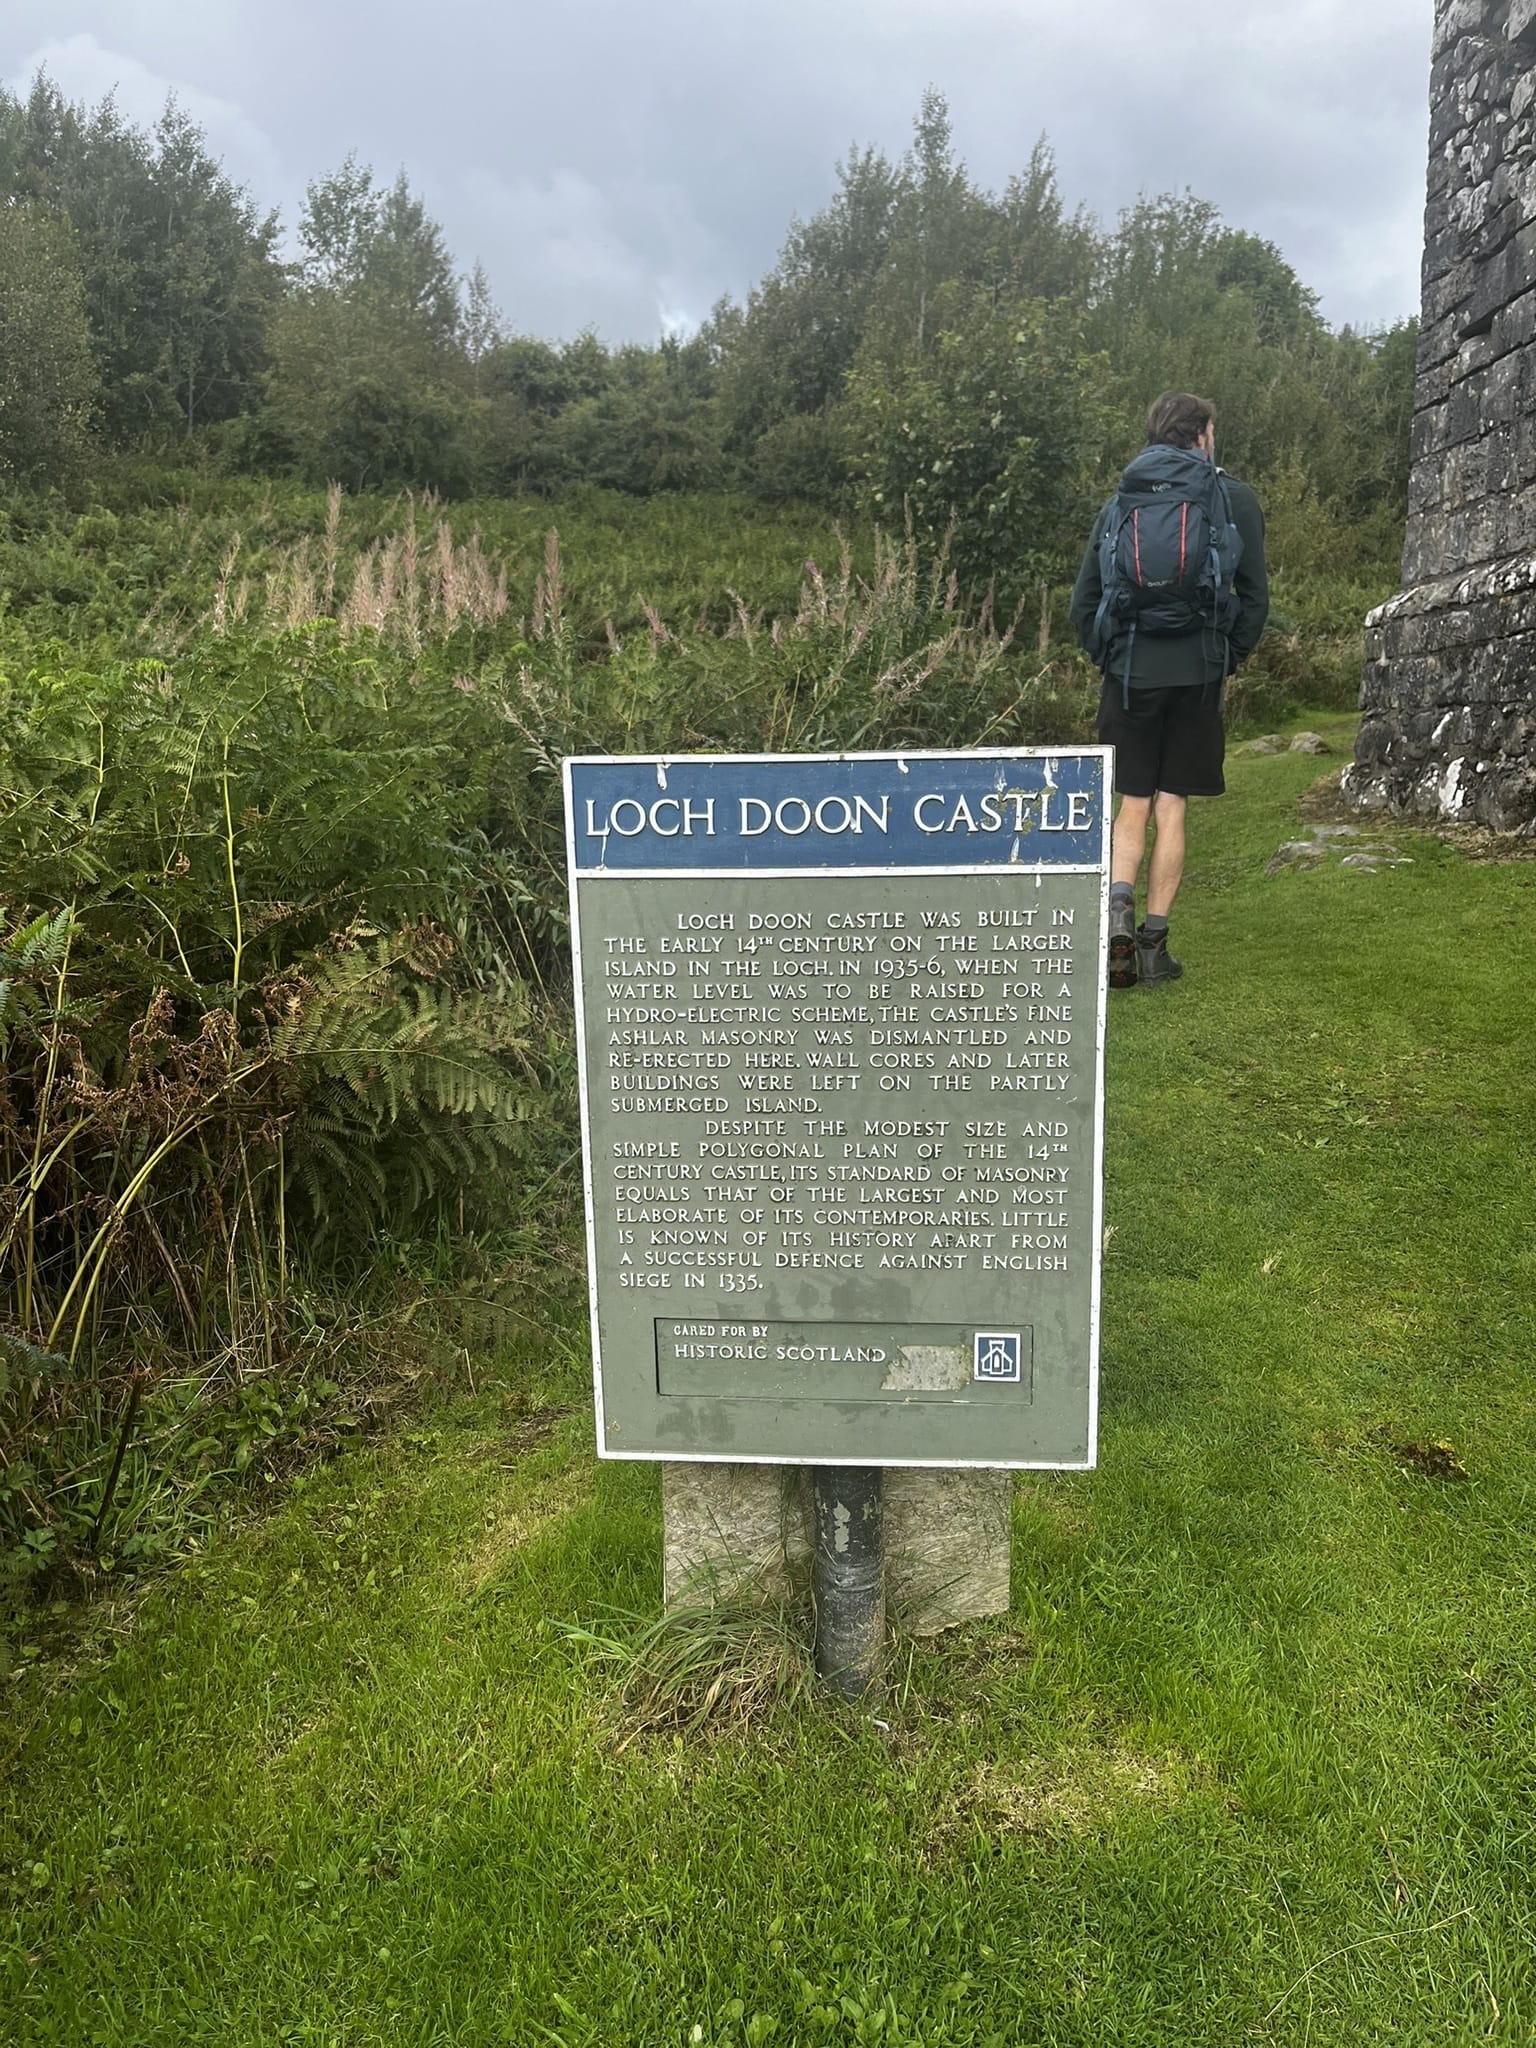 LOCH DOON CASTLE
LOCH DOON CASTLE WAS BUILT IN
THE EARLY 14TH CENTURY ON THE LARGER
ISLAND IN THE LOCH. IN 1935-6, WHEN THE
WATER LEVEL WAS TO BE RAISED FOR A
HYDRO-ELECTRIC SCHEME, THE CASTLE'S FINE
ASHLAR MASONRY WAS DISMANTLED AND
RE-ERECTED HERE. WALL CORES AND LATER
BUILDINGS WERE LEFT ON THE PARTLY
SUBMERGED ISLAND.
DESPITE THE MODEST SIZE AND
SIMPLE POLYGONAL PLAN OF THE 14TH
CENTURY CASTLE, ITS STANDARD OF MASONRY
EQUALS THAT OF THE LARGEST AND MOST
ELABORATE OF ITS CONTEMPORARIES. LITTLE
IS KNOWN OF ITS HISTORY APART FROM
A SUCCESSFUL DEFENCE AGAINST ENGLISH
SIEGE IN 1335.
CARED FOR BY
HISTORIC SCOTLAND